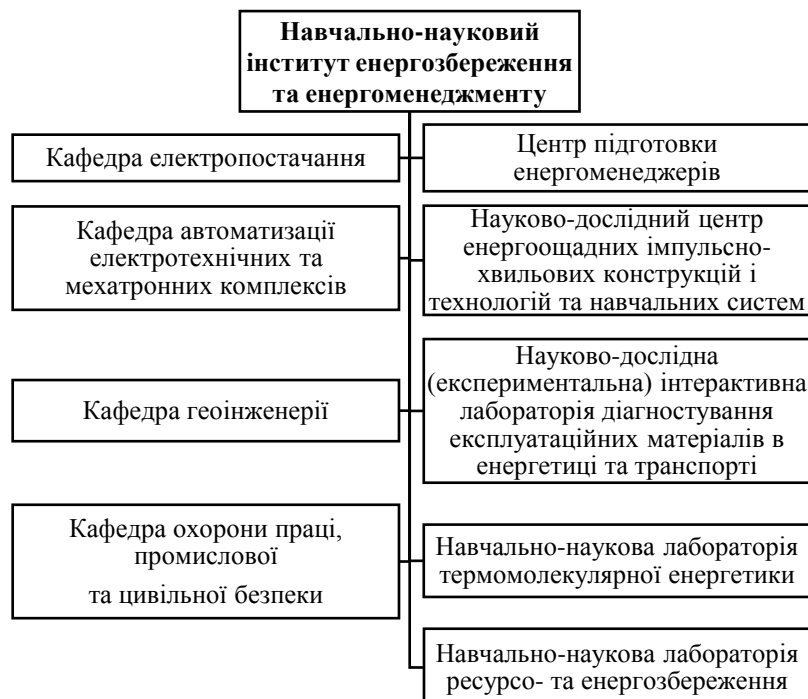 Навчально-науковий
інститут енергозбереження
та енергоменеджменту
Кафедра електропостачання
Центр підготовки
енергоменеджерів
Кафедра автоматизації
електротехнічних та
мехатронних комплексів
Науково-дослідний центр
енергоощадних імпульсно-
хвильових конструкцій і
технологій та навчальних систем
Кафедра геоінженерії
Науково-дослідна
(експериментальна) інтерактивна
лабораторія діагностування
експлуатаційних матеріалів в
енергетиці та транспорті
Кафедра охорони праці,
промислової
та цивільної безпеки
Навчально-наукова лабораторія
термомолекулярної енергетики
Навчально-наукова лабораторія
ресурсо- та енергозбереження